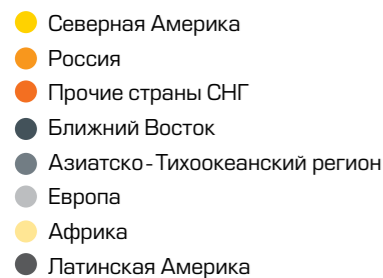 Северная Америка
Россия
Прочие страны СНГ
Ближний Восток
Азиатско-Тихоокеанский регион
Европа
Африка
Латинская Америка